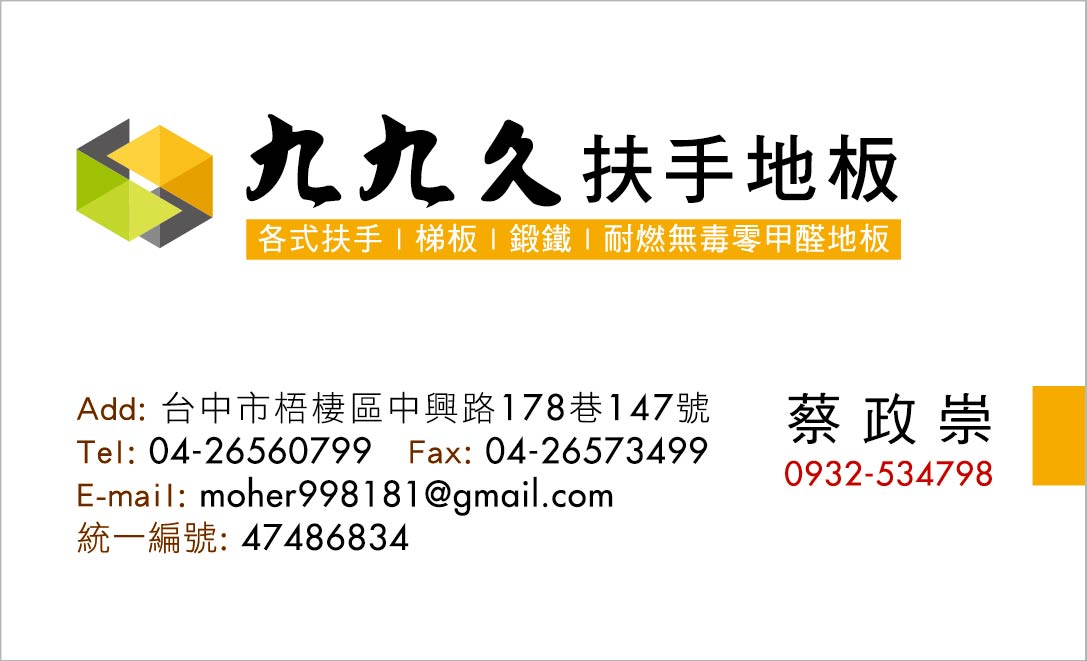 九九久扶手地板
各式扶手|梯板|鍛鐵|耐燃無毒零甲醛地板
Add: 台中市梧棲區中興路178巷147號
Tel: 04-26560799 Fax: 04-26573499
E-mail: moher998181@gmail.com
統一編號: 47486834
蔡政崇
0932-534798